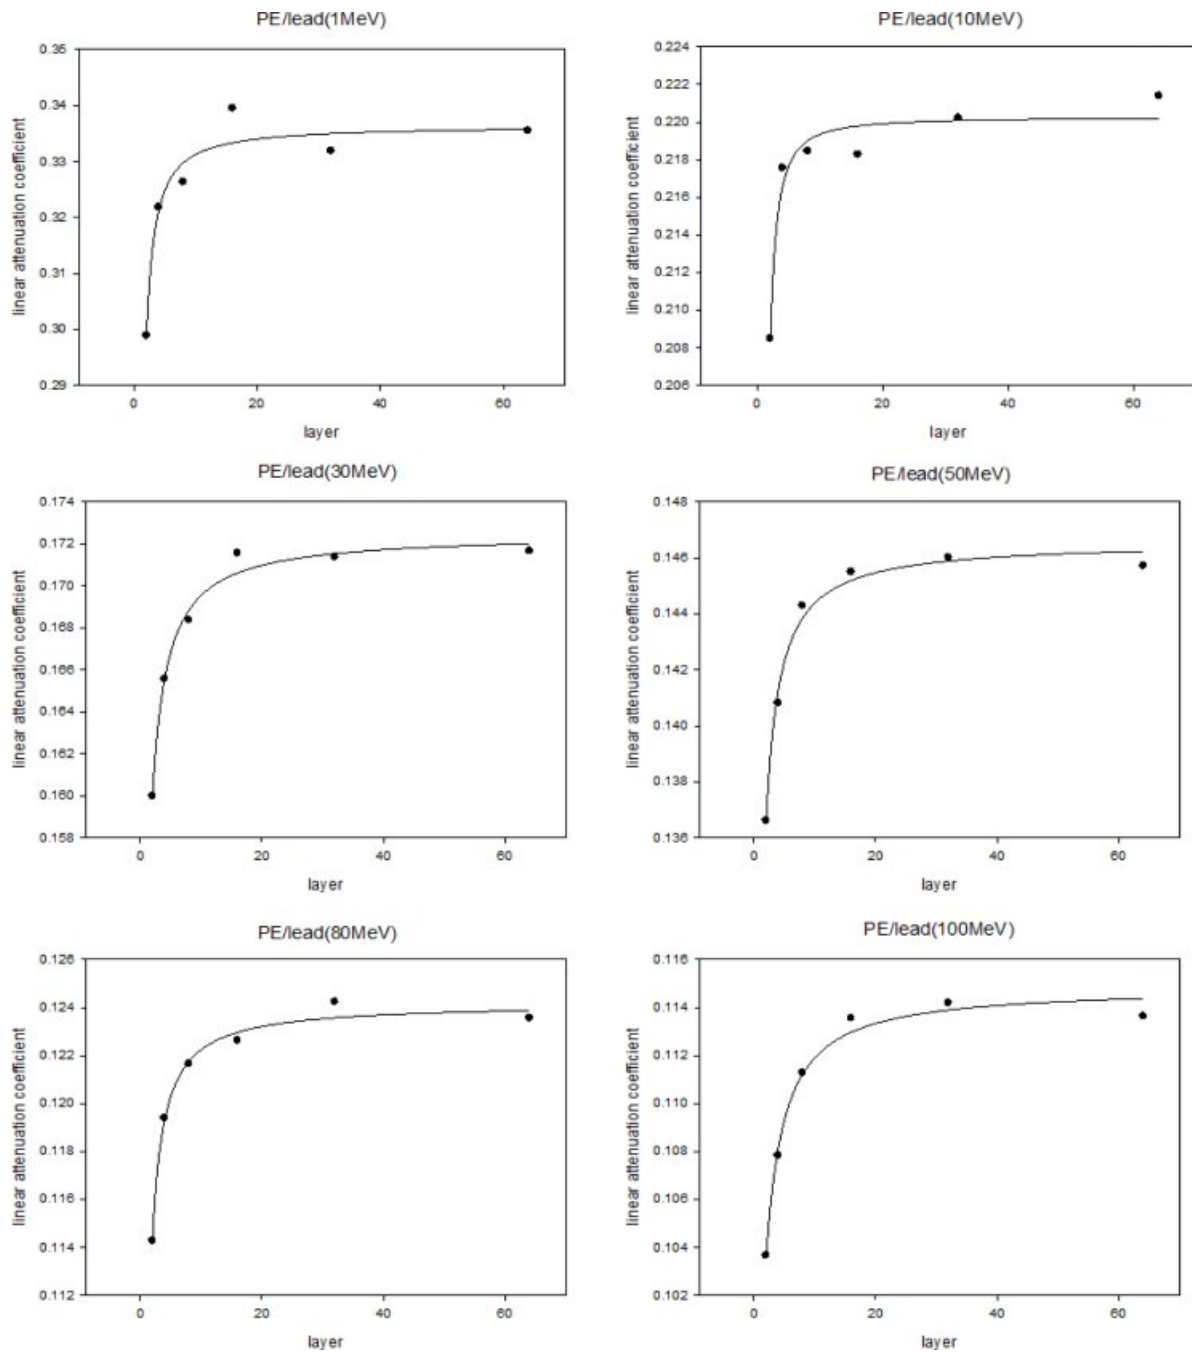 PE/lead(1MeV)
linear attenuation coefficient
0.35
0.34
0.33
0.32
0.31
0.30
0.29
0 20 40 60
layer
PE/lead(10MeV)
linear attenuation coefficient
0.224
0.222
0.220
0.218
0.216
0.214
0.212
0.210
0.208
0.206
0 20 40 60
layer
PE/lead(30MeV)
linear attenuation coefficient
0.174
0.172
0.170
0.168
0.166
0.164
0.162
0.160
0.158
0 20 40 60
layer
PE/lead(50MeV)
linear attenuation coefficient
0.148
0.146
0.144
0.142
0.140
0.138
0.136
0 20 40 60
layer
PE/lead(80MeV)
linear attenuation coefficient
0.126
0.124
0.122
0.120
0.118
0.116
0.114
0.112
0 20 40 60
layer
PE/lead(100MeV)
linear attenuation coefficient
0.116
0.114
0.112
0.110
0.108
0.106
0.104
0.102
0 20 40 60
layer